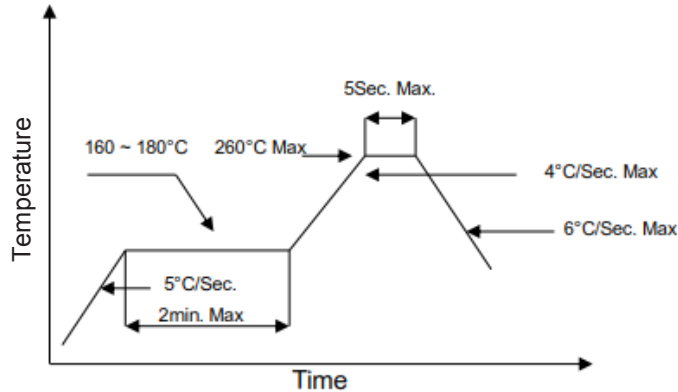 5Sec. Max.
160 ~ 180°C 260°C Max
4°C/Sec. Max
6°C/Sec. Max
5°C/Sec.
2min. Max
Temperature
Time